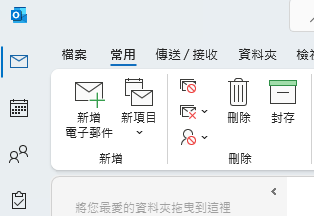 檔案 常用 傳送 / 接收 資料夾
新增 電子郵件 新項目 刪除 封存
新增 刪除
將您最愛的資料夾拖曳到這裡